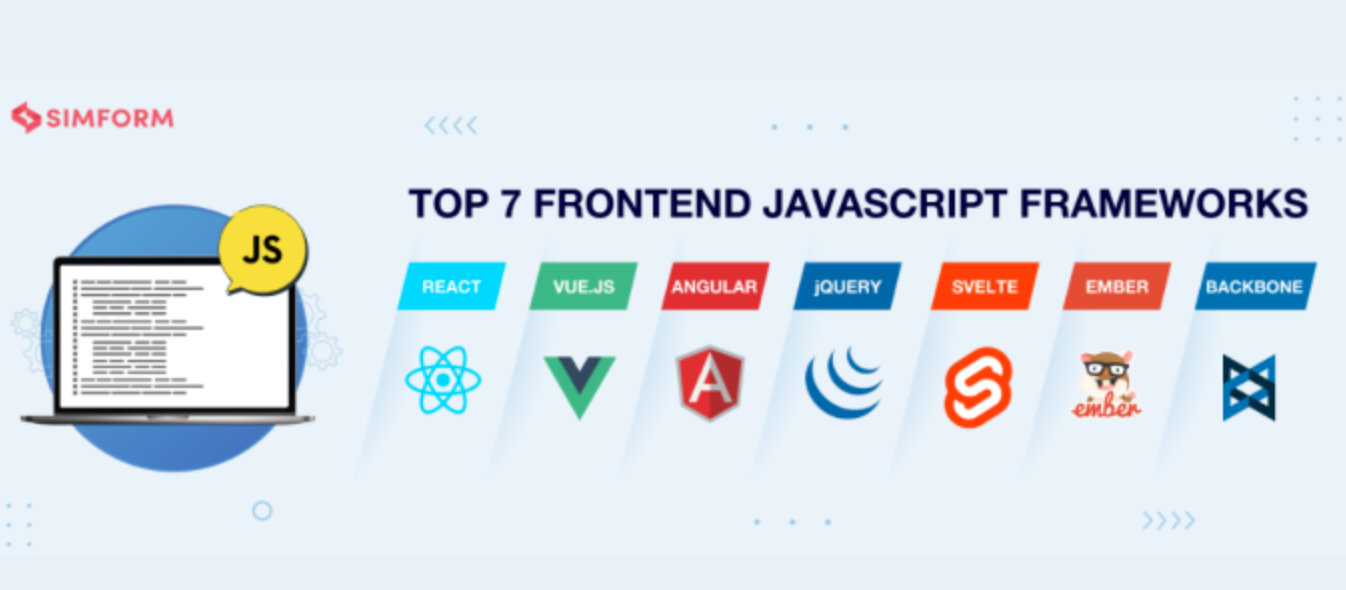 SIMFORM
TOP 7 FRONTEND JAVASCRIPT FRAMEWORKS
JS
REACT VUE.JS ANGULAR jQUERY SVELTE EMBER BACKBONE
A
ember